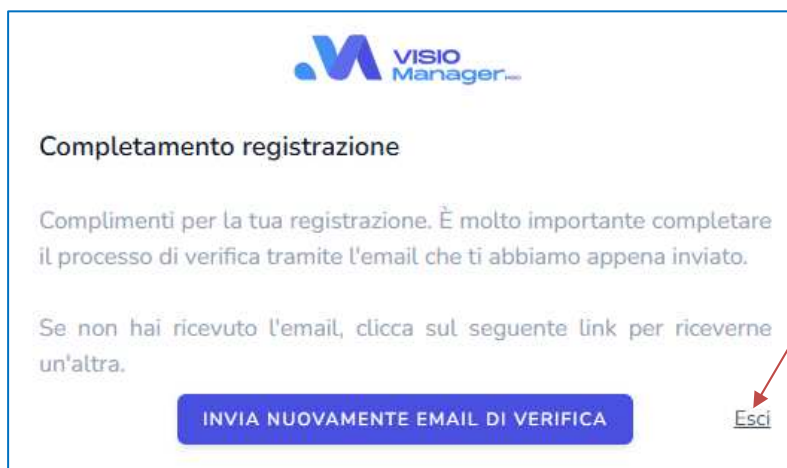 VISIO
Manager
Completamento registrazione
Complimenti per la tua registrazione. È molto importante completare
il processo di verifica tramite l'email che ti abbiamo appena inviato.
Se non hai ricevuto l'email, clicca sul seguente link per riceverne
un'altra.
INVIA NUOVAMENTE EMAIL DI VERIFICA Esci